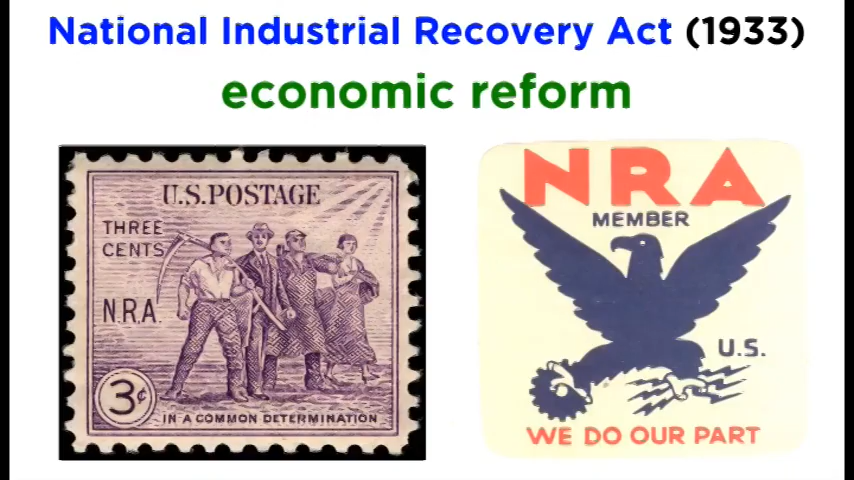 National Industrial Recovery Act (1933)
economic reform
U.S. POSTAGE
THREE
CENTS
N.R.A.
3¢
IN A COMMON DETERMINATION
NRA
MEMBER
U.S.
WE DO OUR PART